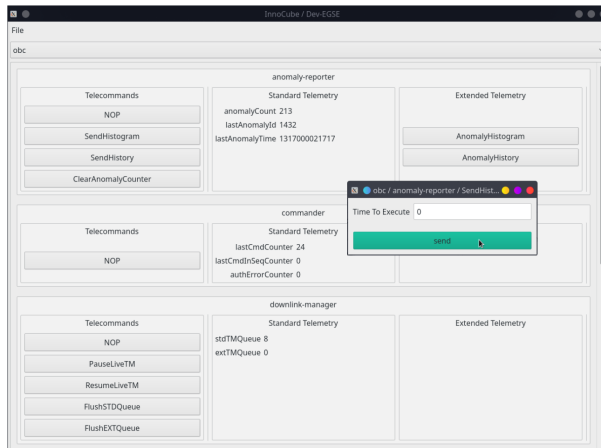 InnoCube / Dev-EGSE
File
obc
anomaly-reporter
Telecommands
NOP
SendHistogram
SendHistory
ClearAnomalyCounter
Standard Telemetry
anomalyCount 213
lastAnomalyId 1432
lastAnomalyTime 1317000021717
Extended Telemetry
AnomalyHistogram
AnomalyHistory
obc / anomaly-reporter / SendHist...
Time To Execute 0
send
commander
Telecommands
NOP
Standard Telemetry
lastCmdCounter 24
lastCmdInSeqCounter 0
authErrorCounter 0
downlink-manager
Telecommands
NOP
PauseLiveTM
ResumeLiveTM
FlushSTDQueue
FlushEXTQueue
Standard Telemetry
stdTMQueue 8
extTMQueue 0
Extended Telemetry